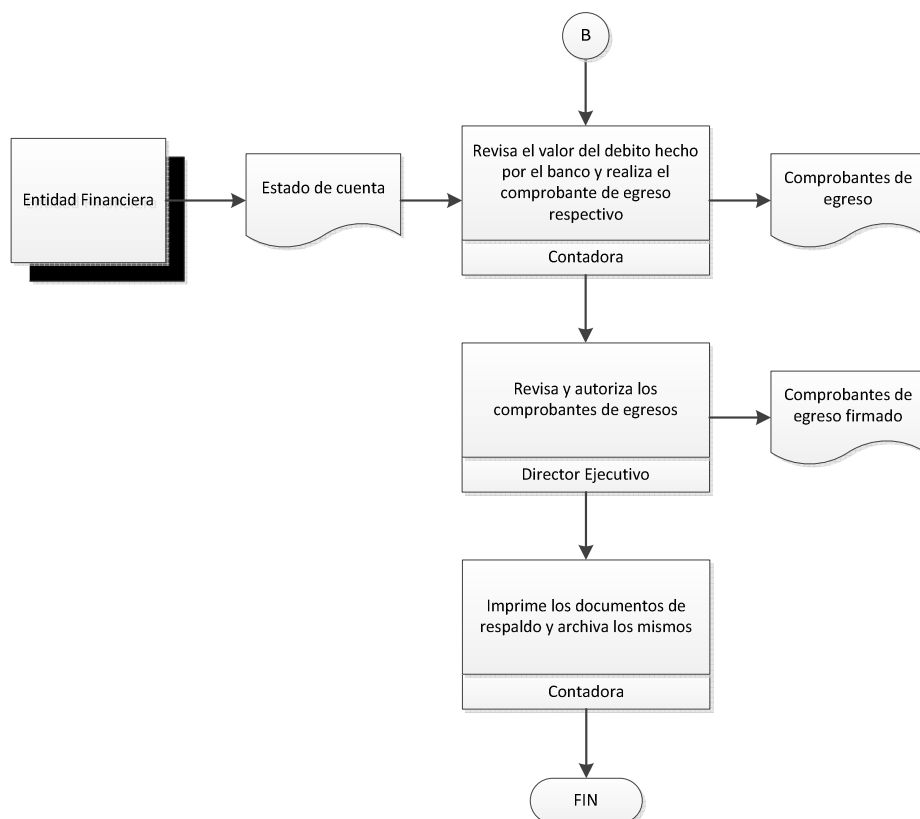 B
Entidad Financiera
Estado de cuenta
Revisa el valor del debito hecho
por el banco y realiza el
comprobante de egreso
respectivo
Contadora
Comprobantes de
egreso
Revisa y autoriza los
comprobantes de egresos
Director Ejecutivo
Comprobantes de
egreso firmado
Imprime los documentos de
respaldo y archiva los mismos
Contadora
FIN